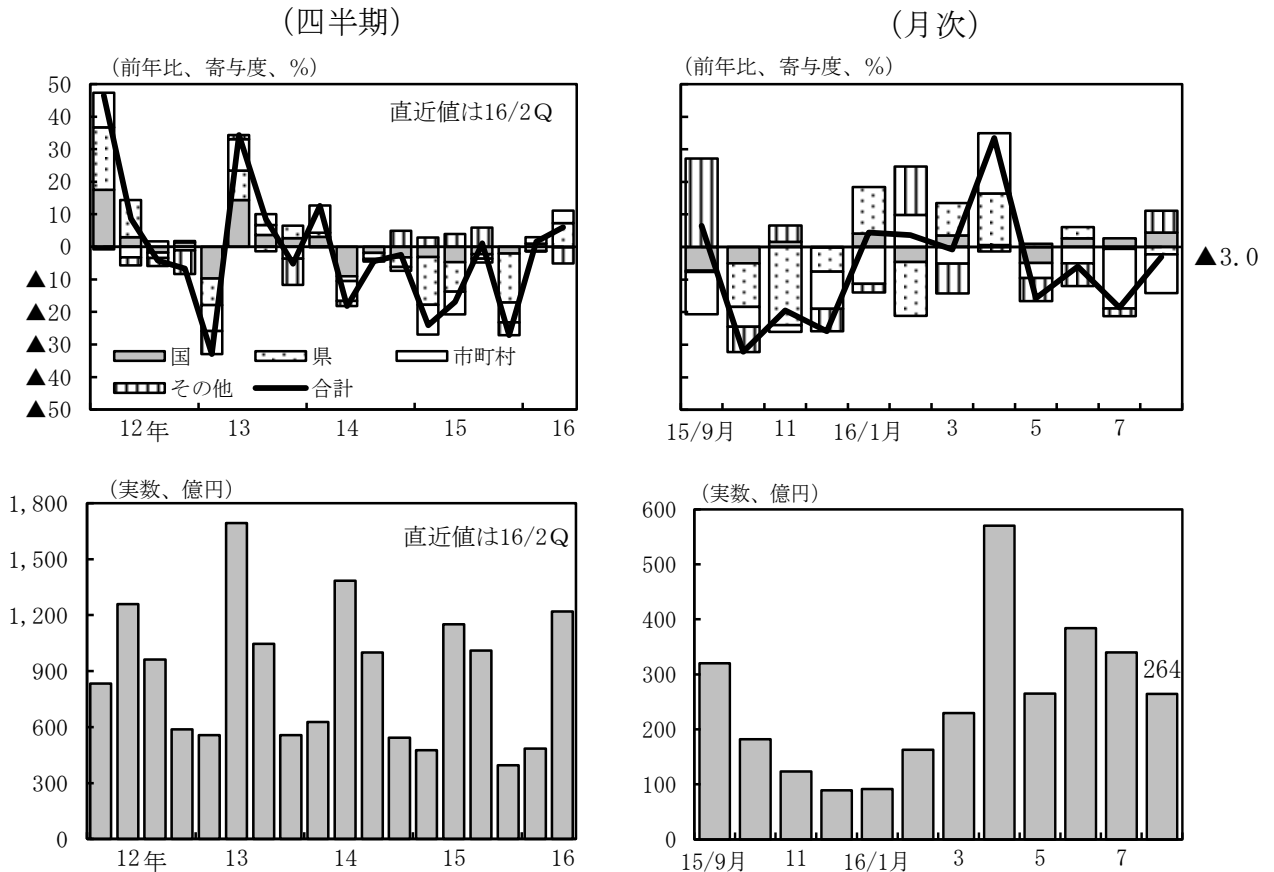 (四半期)
(前年比、寄与度、%)
50
40
30
20
10
0
▲10
▲20
▲30
▲40
▲50
直近値は16/2Q
国 県 市町村
その他 合計
12年 13 14 15 16
(月次)
(前年比、寄与度、%)
▲3.0
15/9月 11 16/1月 3 5 7
(実数、億円)
1,800
1,500
1,200
900
600
300
0
直近値は16/2Q
12年 13 14 15 16
(実数、億円)
600
500
400
300
200
100
0
264
15/9月 11 16/1月 3 5 7